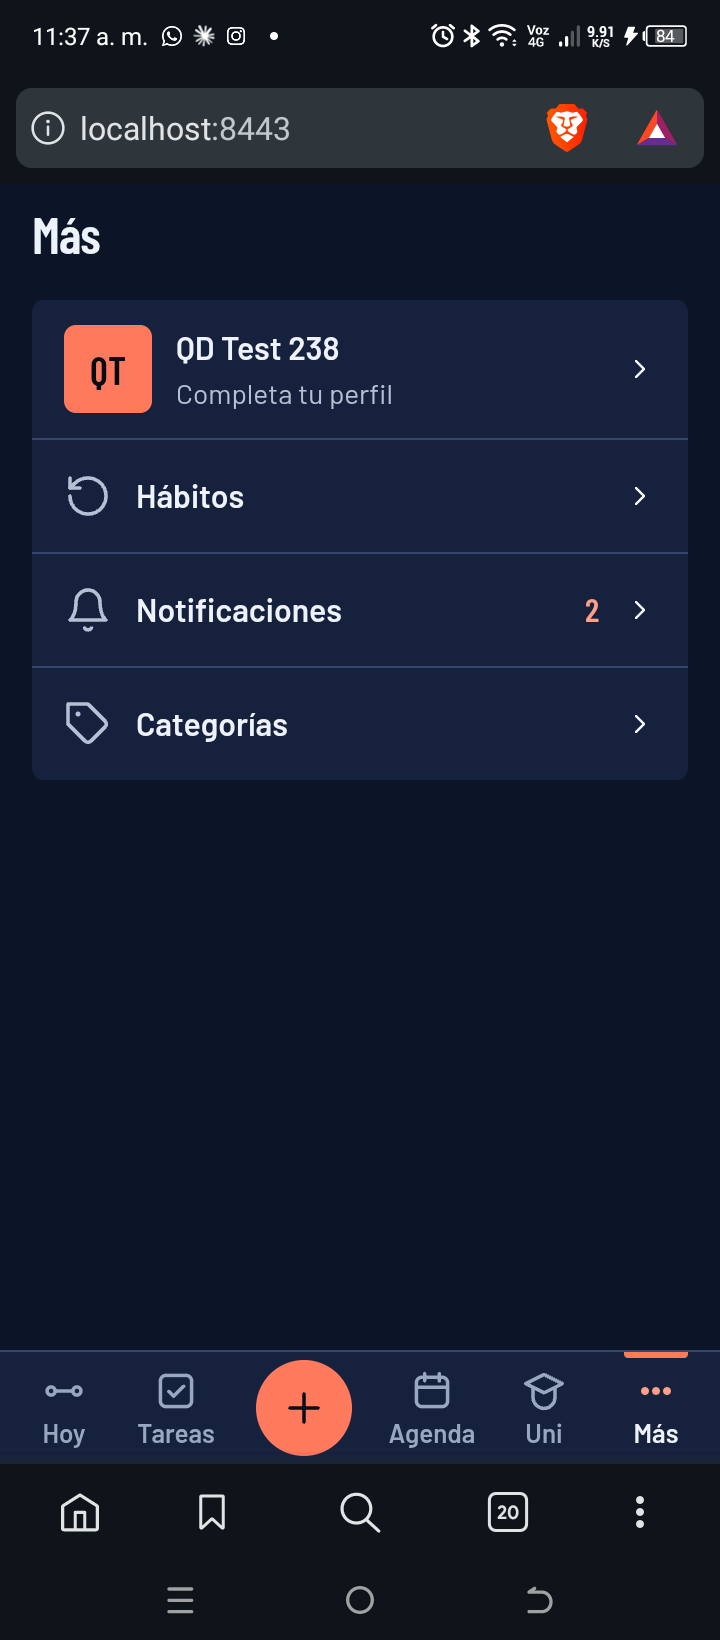 11:37 a. m.
Voz
4G
9.91
K/S
84
localhost:8443
Más
QT
QD Test 238
Completa tu perfil
Hábitos
Notificaciones
2
Categorías
Hoy
Tareas
Agenda
Uni
Más
20